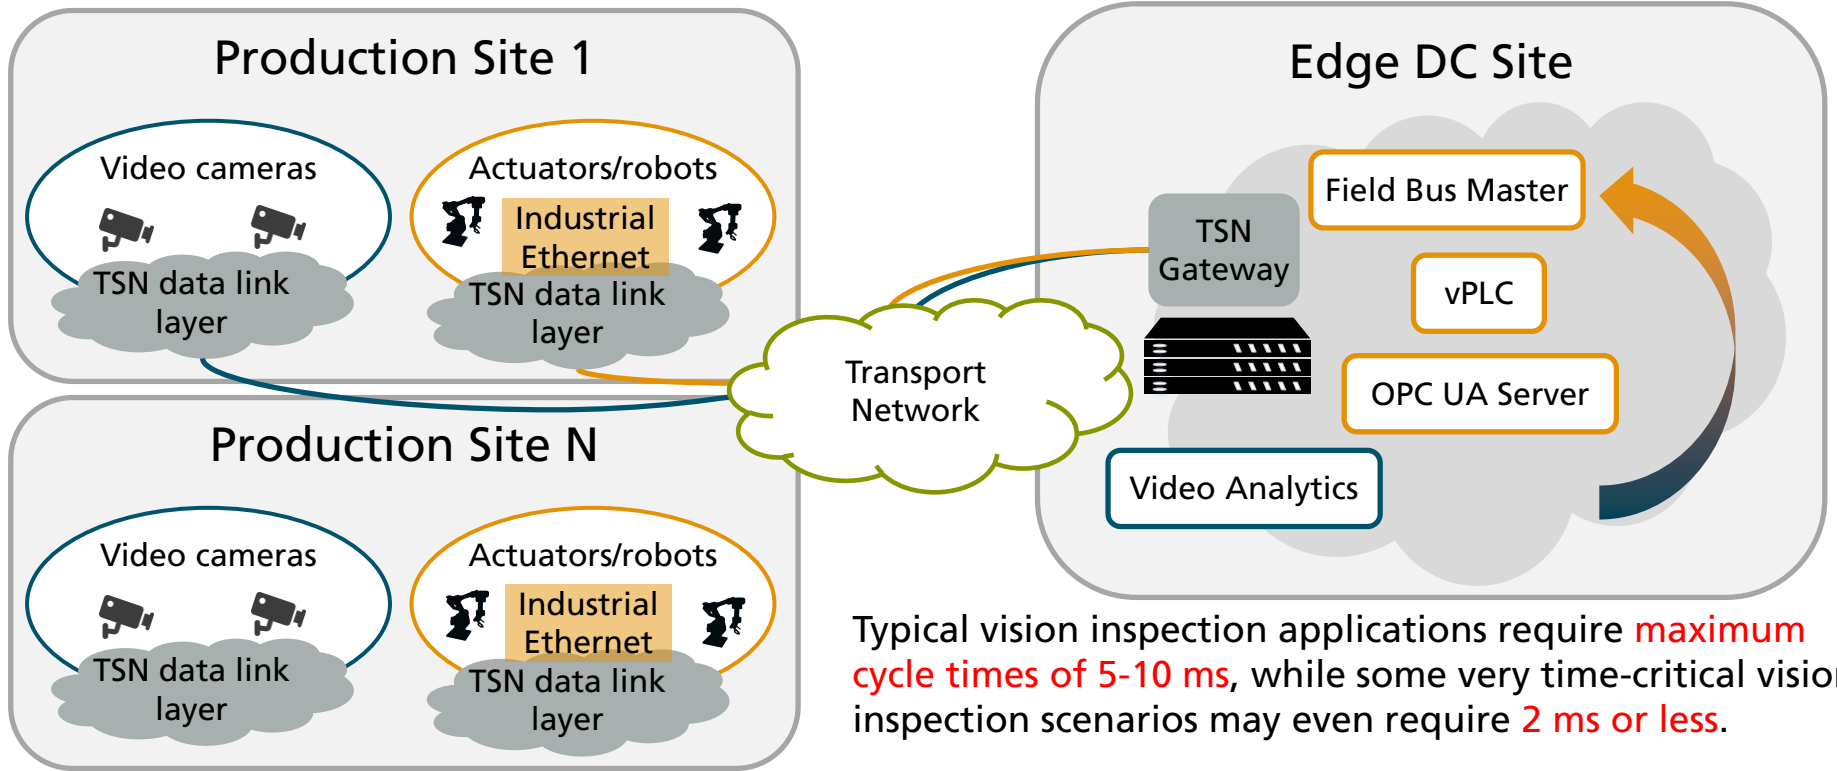 Production Site 1
Video cameras
TSN data link
layer
Actuators/robots
Industrial
Ethernet
TSN data link
layer
Production Site N
Video cameras
TSN data link
layer
Actuators/robots
Industrial
Ethernet
TSN data link
layer
Transport
Network
Edge DC Site
TSN
Gateway
Field Bus Master
vPLC
OPC UA Server
Video Analytics
Typical vision inspection applications require maximum
cycle times of 5-10 ms, while some very time-critical vision
inspection scenarios may even require 2 ms or less.